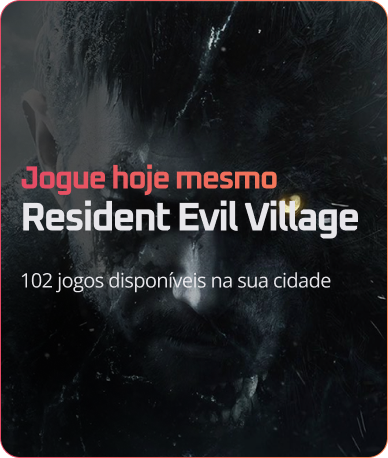 Jogue hoje mesmo
Resident Evil Village
102 jogos disponíveis na sua cidade